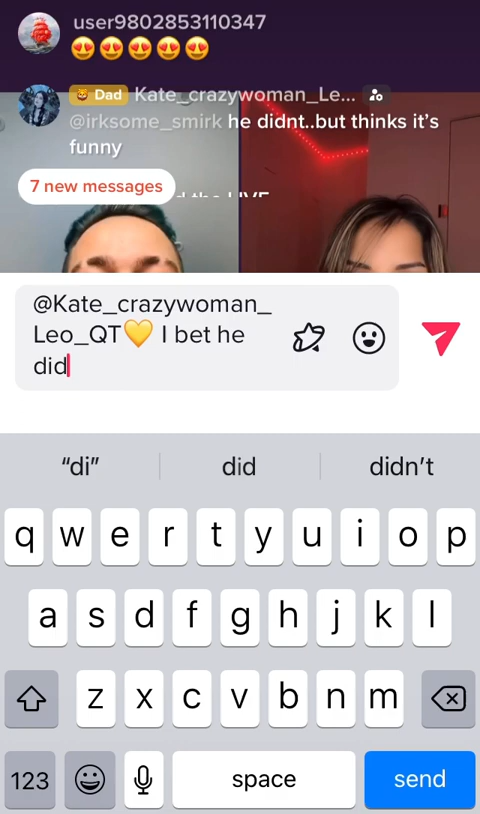 user9802853110347
😍😍😍😍😍
Dad Kate_crazywoman_Le...
@irksome_smirk he didnt..but thinks it's
funny
7 new messages
@Kate_crazywoman_
Leo_QT💛 I bet he
did
"di" did didn't
q w e r t y u i o p
a s d f g h j k l
z x c v b n m
123 space send